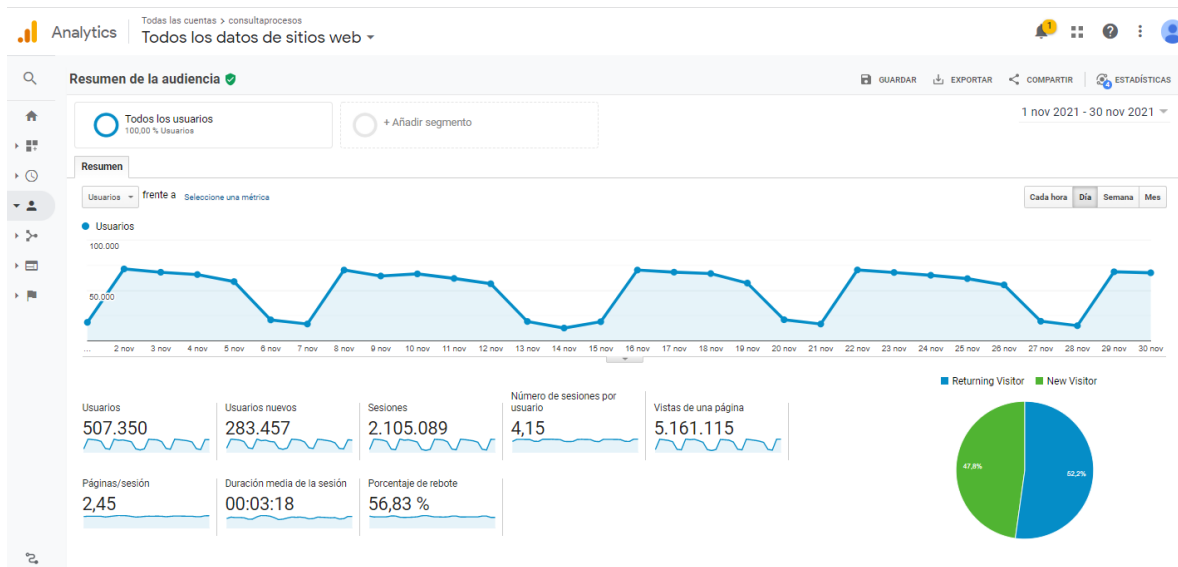 Todas las cuentas > consultaprocesos
Analytics
Todos los datos de sitios web
1
Resumen de la audiencia
GUARDAR
EXPORTAR
COMPARTIR
4
ESTADÍSTICAS
Todos los usuarios
100,00 % Usuarios
+ Añadir segmento
1 nov 2021 - 30 nov 2021
Resumen
Usuarios
frente a
Seleccione una métrica
Cada hora
Día
Semana
Mes
Usuarios
100.000
50.000
... 2 nov 3 nov 4 nov 5 nov 6 nov 7 nov 8 nov 9 nov 10 nov 11 nov 12 nov 13 nov 14 nov 15 nov 16 nov 17 nov 18 nov 19 nov 20 nov 21 nov 22 nov 23 nov 24 nov 25 nov 26 nov 27 nov 28 nov 29 nov 30 nov
Returning Visitor
New Visitor
Usuarios
507.350
Usuarios nuevos
283.457
Sesiones
2.105.089
Número de sesiones por
usuario
4,15
Vistas de una página
5.161.115
Páginas/sesión
2,45
Duración media de la sesión
00:03:18
Porcentaje de rebote
56,83 %
47,8%
52,2%